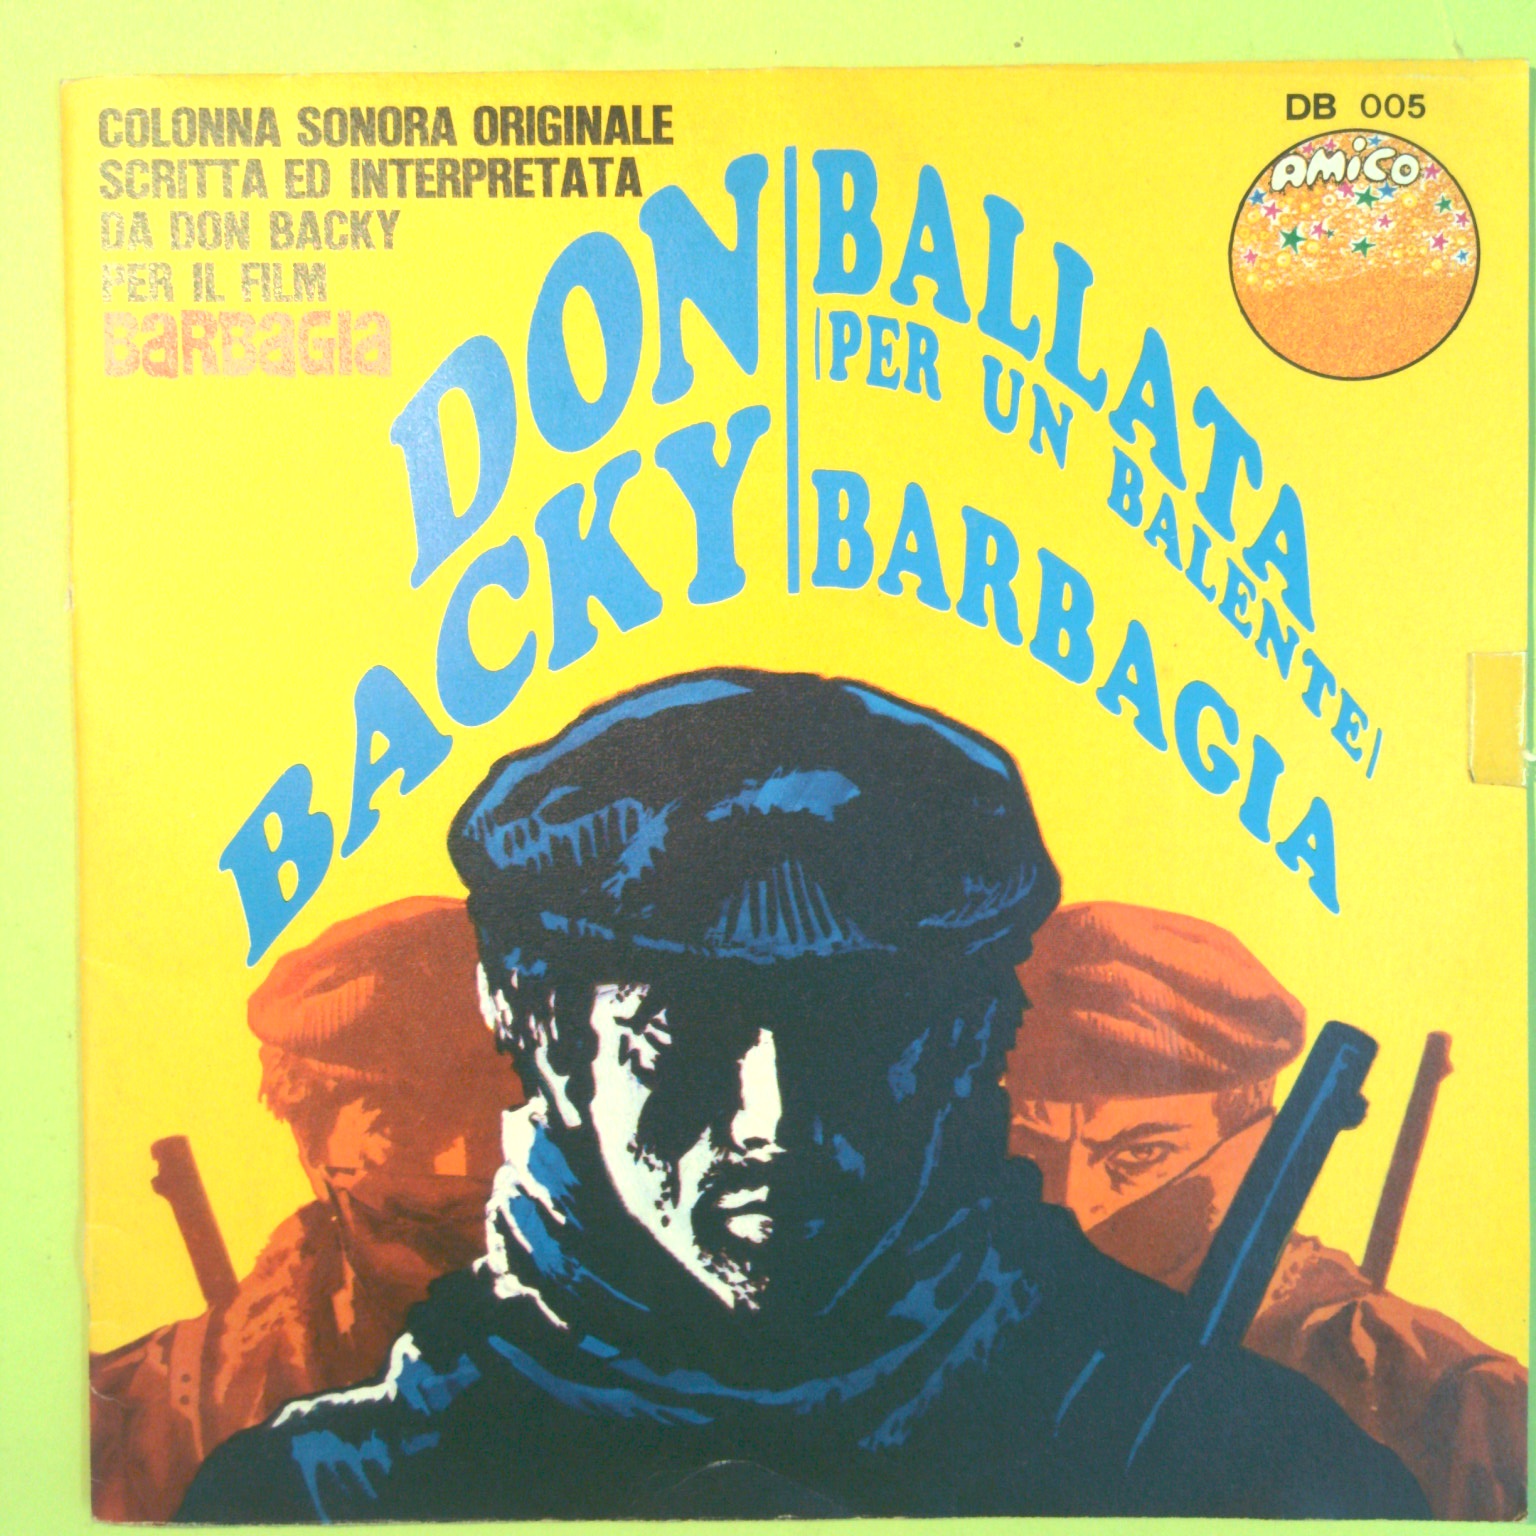 COLONNA SONORA ORIGINALE
SCRITTA ED INTERPRETATA
DA DON BACKY
PER IL FILM
BARBAGIA
DON
BACKY
BALLATA
(PER UN BALENTE)
BARBAGIA
DB 005
AMiCO